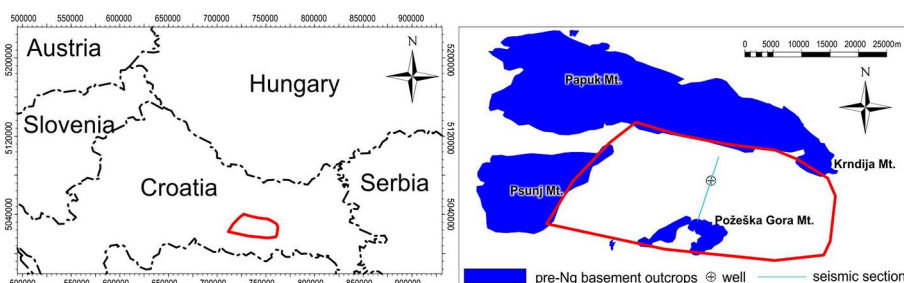 500000 550000 600000 650000 700000 750000 800000 850000 900000
5200000
5120000
5040000
Austria
Slovenia
Hungary
Croatia
Serbia
N
5200000
5120000
5040000
500000 550000 600000 650000 700000 750000 800000 850000 900000
0 5000 10000 15000 20000 25000m
N
Papuk Mt.
Krndija Mt.
Psunj Mt.
Požeška Gora Mt.
pre-Ng basement outcrops well seismic section